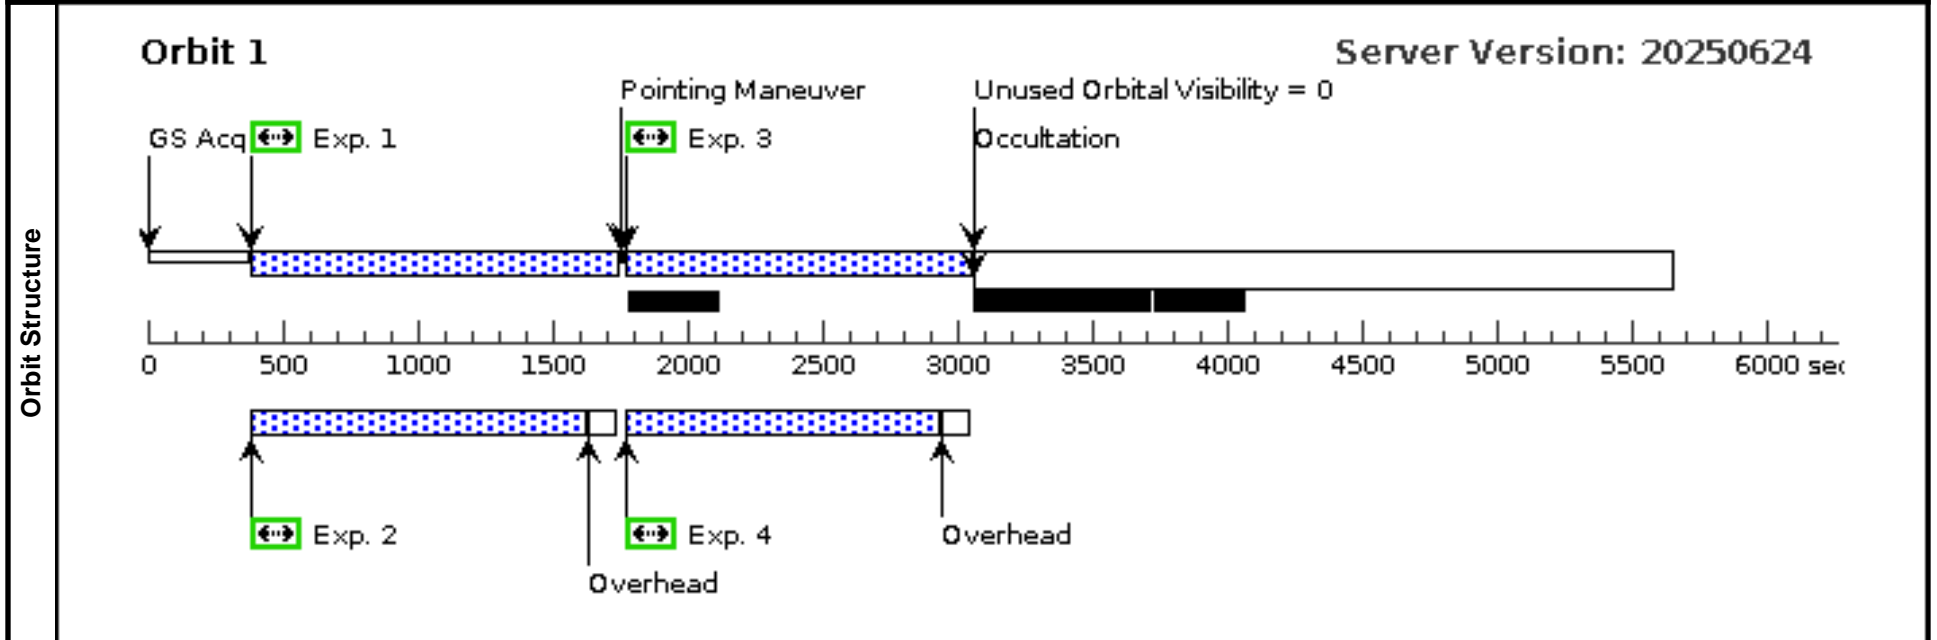 Orbit Structure
Orbit 1
Server Version: 20250624
Pointing Maneuver
Unused Orbital Visibility = 0
GS Acq
Exp. 1
Exp. 3
Occultation
0 500 1000 1500 2000 2500 3000 3500 4000 4500 5000 5500 6000 sec
Exp. 2
Exp. 4
Overhead
Overhead